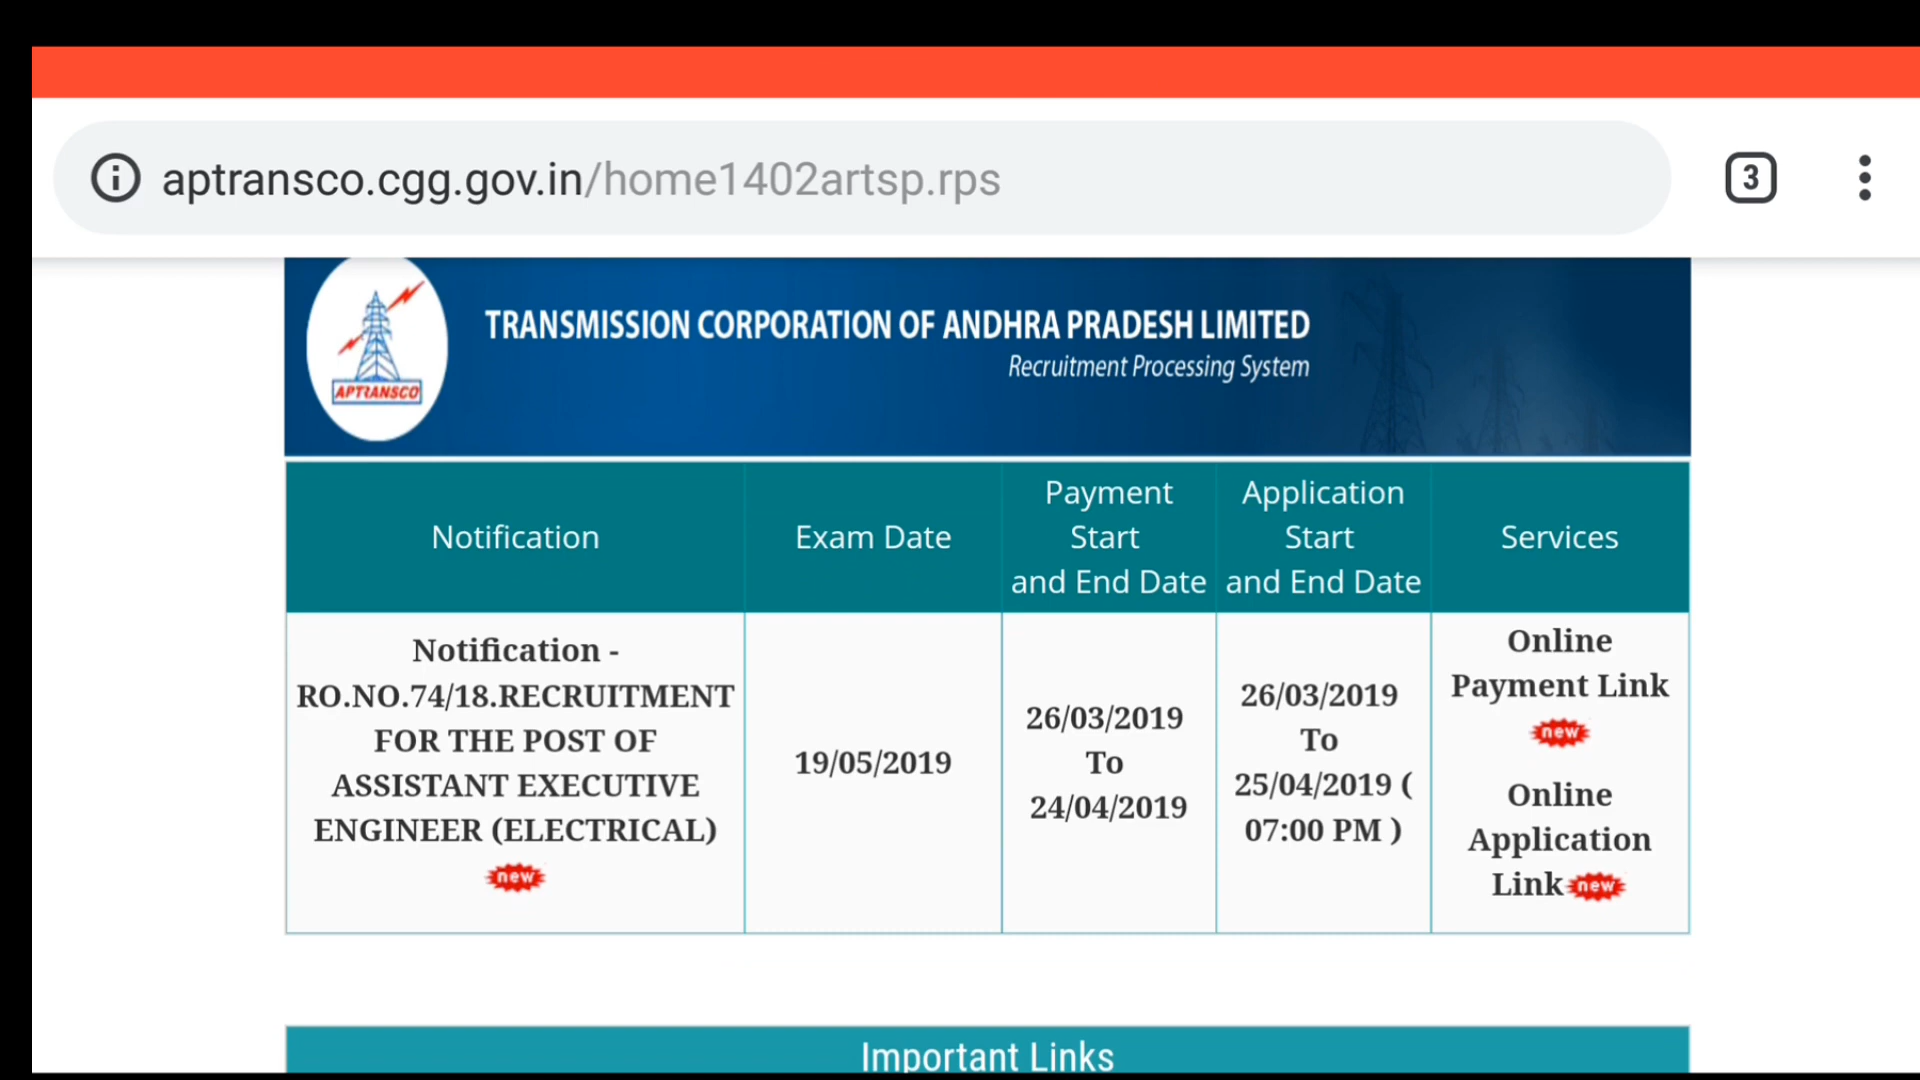 aptransco.cgg.gov.in/home1402artsp.rps
3
APTRANSCO
TRANSMISSION CORPORATION OF ANDHRA PRADESH LIMITED
Recruitment Processing System
Notification
Exam Date
Payment
Start
and End Date
Application
Start
and End Date
Services
Notification -
RO.NO.74/18.RECRUITMENT
FOR THE POST OF
ASSISTANT EXECUTIVE
ENGINEER (ELECTRICAL)
new
19/05/2019
26/03/2019
To
24/04/2019
26/03/2019
To
25/04/2019 (
07:00 PM )
Online
Payment Link
new
Online
Application
Link new
Important Links